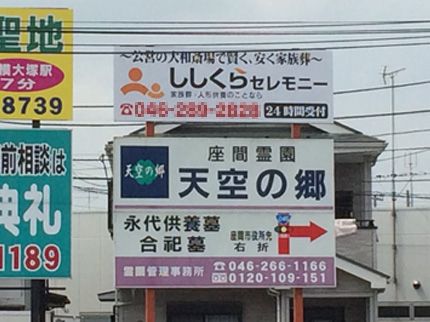 聖地
大塚駅
7分
8739
前相談は
典礼
1189
～公営の大和斎場で賢く、安く家族葬～
ししくらセレモニー
家族葬・人形供養のことなら
☎046-289-2828 24時間受付
天空の郷
座間霊園
天空の郷
永代供養墓
合祀墓
座間市役所先
右折
霊園管理事務所
☎046-266-1166
0120-109-151